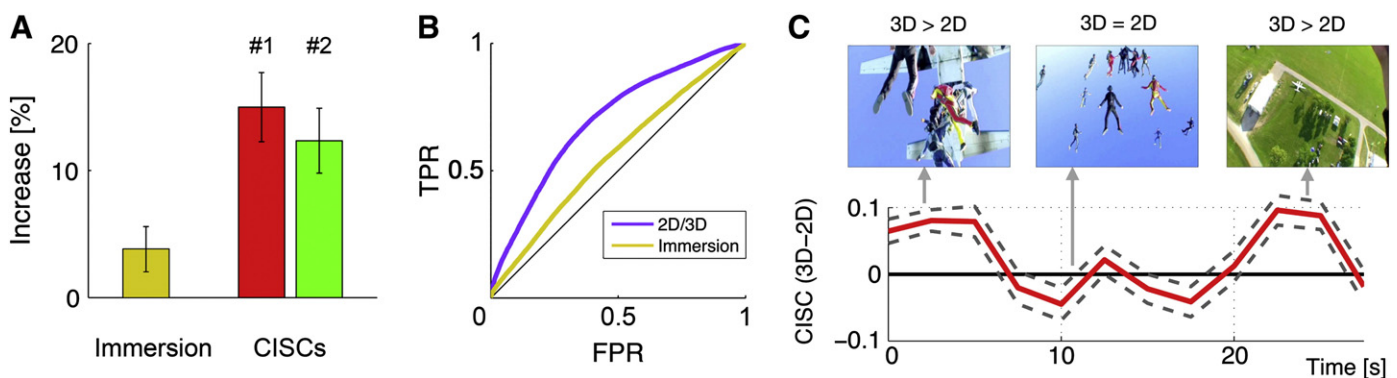 A
20
10
0
Increase [%]
#1
#2
Immersion
CISCs
B
1
0.5
0
TPR
2D/3D
Immersion
0
0.5
1
FPR
C
3D > 2D
3D = 2D
3D > 2D
0.1
0
−0.1
CISC (3D−2D)
0
10
20
Time [s]